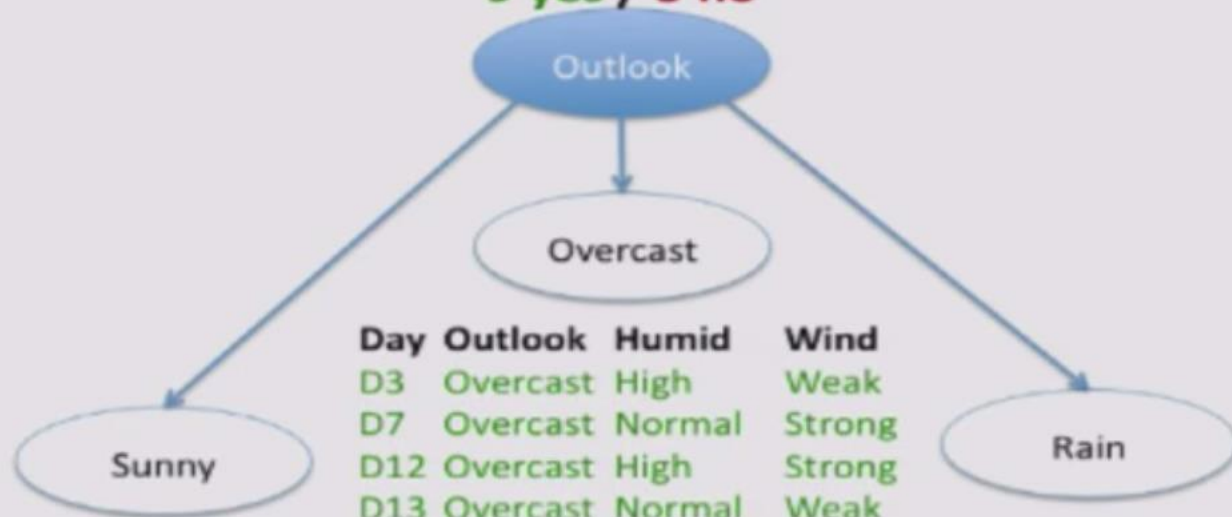 Outlook
Overcast
Day Outlook Humid Wind
D3 Overcast High Weak
D7 Overcast Normal Strong
Sunny
D12 Overcast High Strong
Rain
D13 Overcast Normal Weak